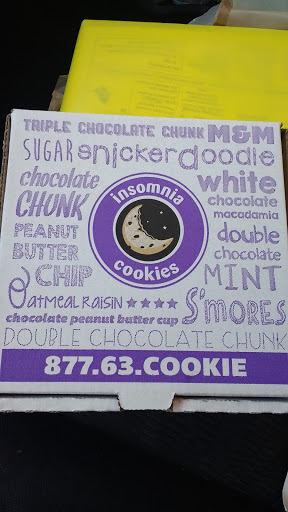 TRIPLE CHOCOLATE CHUNK M&M
SUGAR snickerdoodle
chocolate CHUNK
white chocolate macadamia
insomnia cookies
PEANUT BUTTER CHIP
double chocolate MINT
Oatmeal Raisin
S'mores
chocolate peanut butter cup
DOUBLE CHOCOLATE CHUNK
877.63.COOKIE